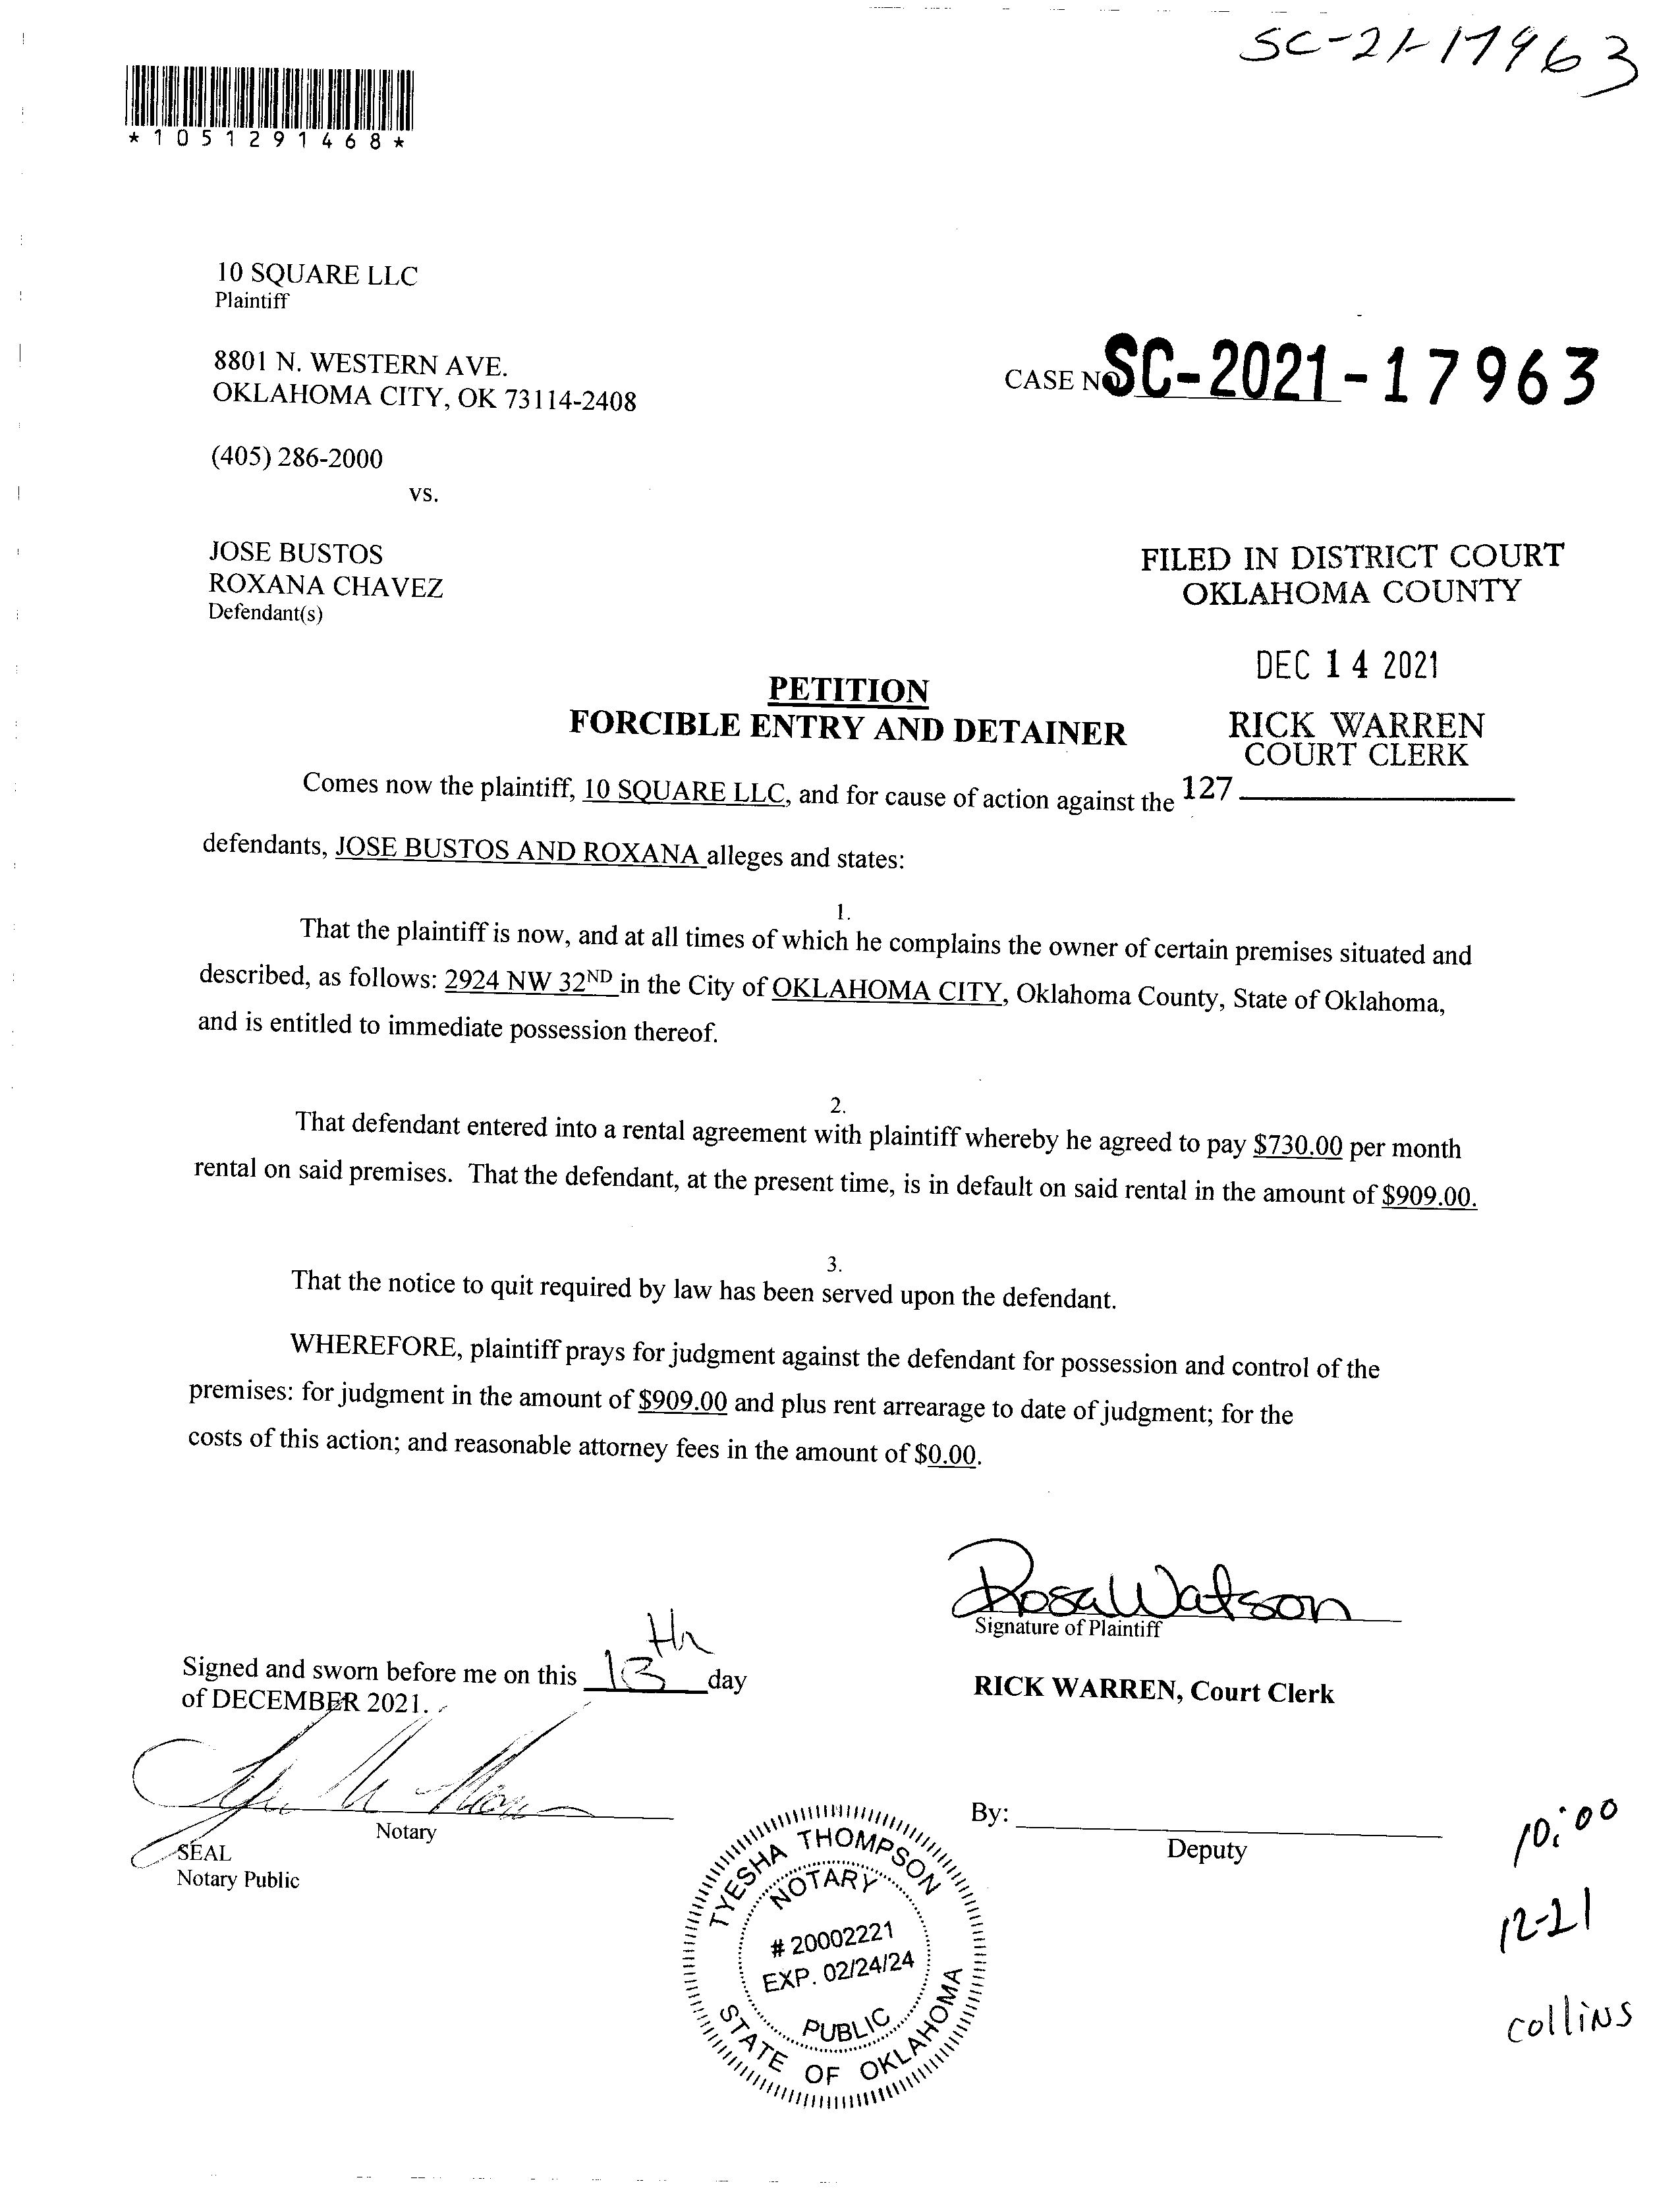 SC-21-17963
*1051291468*
10 SQUARE LLC
Plaintiff
8801 N. WESTERN AVE.
OKLAHOMA CITY, OK 73114-2408
CASE NO SC-2021-17963
(405) 286-2000
vs.
JOSE BUSTOS
ROXANA CHAVEZ
Defendant(s)
FILED IN DISTRICT COURT
OKLAHOMA COUNTY
DEC 14 2021
RICK WARREN
COURT CLERK
127
PETITION
FORCIBLE ENTRY AND DETAINER
Comes now the plaintiff, 10 SQUARE LLC, and for cause of action against the
defendants, JOSE BUSTOS AND ROXANA alleges and states:
1.
That the plaintiff is now, and at all times of which he complains the owner of certain premises situated and
described, as follows: 2924 NW 32ND in the City of OKLAHOMA CITY, Oklahoma County, State of Oklahoma,
and is entitled to immediate possession thereof.
2.
That defendant entered into a rental agreement with plaintiff whereby he agreed to pay $730.00 per month
rental on said premises. That the defendant, at the present time, is in default on said rental in the amount of $909.00.
3.
That the notice to quit required by law has been served upon the defendant.
WHEREFORE, plaintiff prays for judgment against the defendant for possession and control of the
premises: for judgment in the amount of $909.00 and plus rent arrearage to date of judgment; for the
costs of this action; and reasonable attorney fees in the amount of $0.00.
Rosa Watson
Signature of Plaintiff
Signed and sworn before me on this 13th day
of DECEMBER 2021.
RICK WARREN, Court Clerk
Notary
SEAL
Notary Public
By:
Deputy
TYESHA THOMPSON
NOTARY
# 20002221
EXP. 02/24/24
PUBLIC
STATE OF OKLAHOMA
10:00
12-21
collins